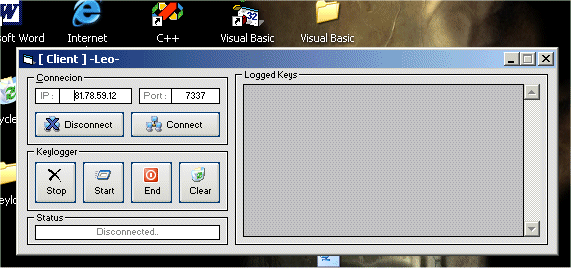 soft Word
Internet
C++
Visual Basic
Visual Basic
[ Client ] -Leo-
Connecion
IP :
81.78.59.12
Port :
7337
Disconnect
Connect
Keylogger
Stop
Start
End
Clear
Status
Disconnected..
Logged Keys
ycle
eylo